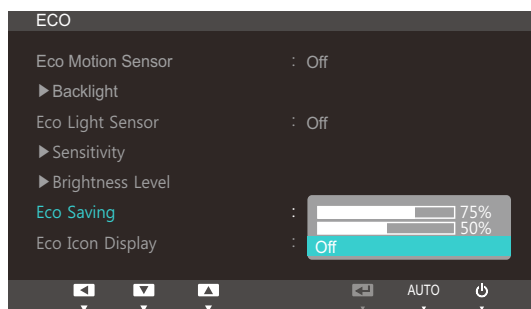 ECO
Eco Motion Sensor : Off
▶Backlight
Eco Light Sensor : Off
▶Sensitivity
▶Brightness Level
Eco Saving : 75%
50%
Off
Eco Icon Display :
AUTO